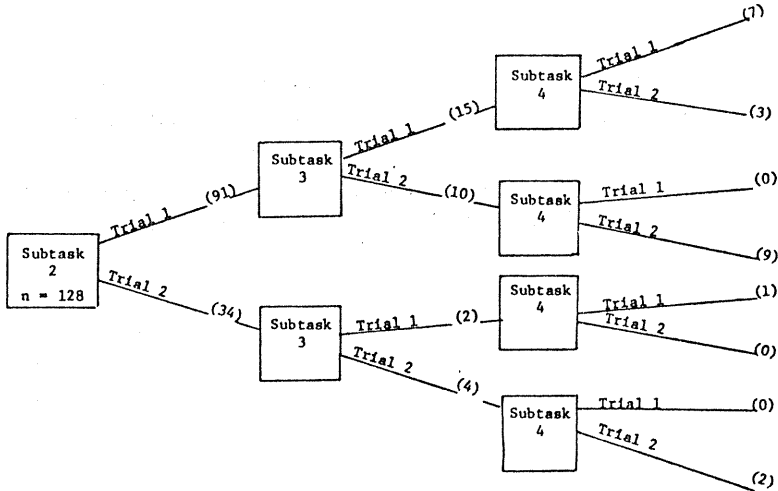 (7)
Trial 1
Subtask
4
Trial 2
(3)
(15)
Trial 1
Subtask
3
Trial 2
(10)
Subtask
4
Trial 1
(0)
Trial 2
(9)
(91)
Trial 1
Subtask
2
n = 128
Trial 2
(34)
Subtask
3
Trial 1
(2)
Trial 2
(4)
Subtask
4
Trial 1
(1)
Trial 2
(0)
Subtask
4
Trial 1
(0)
Trial 2
(2)